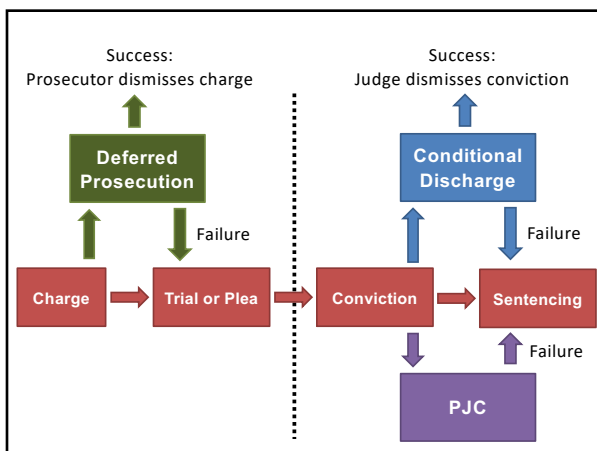 Success:
Prosecutor dismisses charge
Success:
Judge dismisses conviction
Deferred
Prosecution
Conditional
Discharge
Failure
Failure
Charge
Trial or Plea
Conviction
Sentencing
Failure
PJC